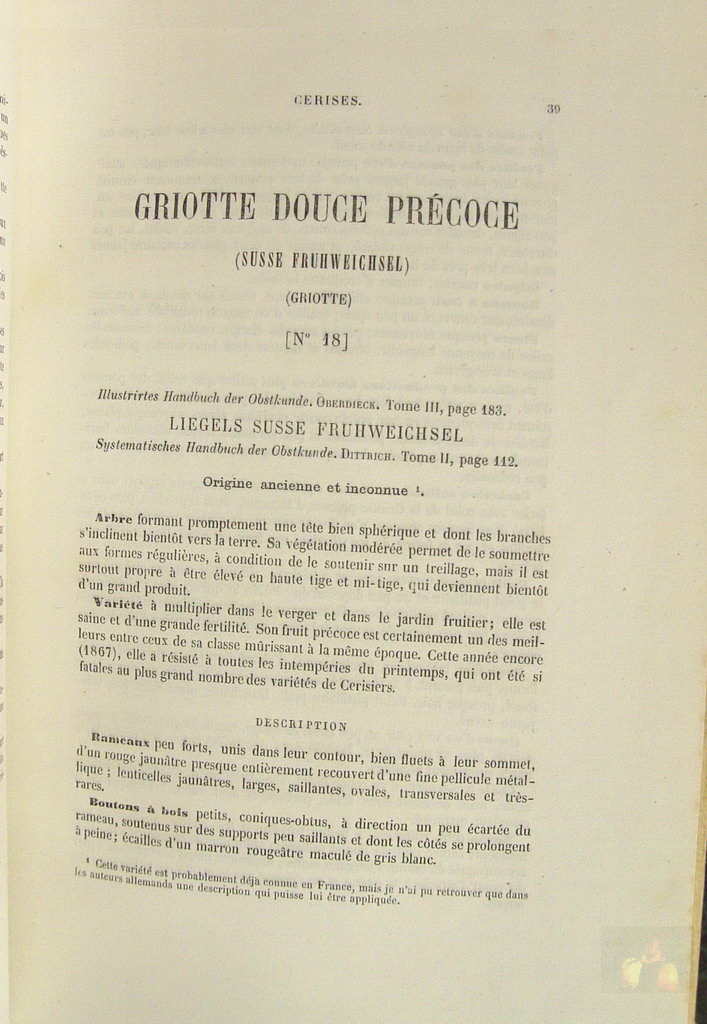 CERISES.
39
GRIOTTE DOUCE PRÉCOCE
(SUSSE FRUHWEICHSEL)
(GRIOTTE)
[N° 18]
Illustrirtes Handbuch der Obstkunde. OBERDIECK. Tome III, page 183.
LIEGELS SUSSE FRUHWEICHSEL
Systematisches Handbuch der Obstkunde. DITTRICH. Tome II, page 112.
Origine ancienne et inconnue ¹.
Arbre formant promptement une tête bien sphérique et dont les branches
s'inclinent bientôt vers la terre. Sa végétation modérée permet de le soumettre
aux formes régulières, à condition de le soutenir sur un treillage, mais il est
surtout propre à être élevé en haute tige et mi-tige, qui deviennent bientôt
d'un grand produit.
Variété à multiplier dans le verger et dans le jardin fruitier; elle est
saine et d'une grande fertilité. Son fruit précoce est certainement un des meil-
leurs entre ceux de sa classe mûrissant à la même époque. Cette année encore
(1867), elle a résisté à toutes les intempéries du printemps, qui ont été si
fatales au plus grand nombre des variétés de Cerisiers.
DESCRIPTION
Rameaux peu forts, unis dans leur contour, bien fluets à leur sommet,
d'un rouge jaunâtre presque entièrement recouvert d'une fine pellicule métal-
lique; lenticelles jaunâtres, larges, saillantes, ovales, transversales et très-
rares.
Boutons à bois petits, coniques-obtus, à direction un peu écartée du
rameau, soutenus sur des supports peu saillants et dont les côtés se prolongent
à peine; écailles d'un marron rougeâtre maculé de gris blanc.
¹ Cette variété est probablement déjà connue en France, mais je n'ai pu retrouver que dans
les auteurs allemands une description qui puisse lui être appliquée.